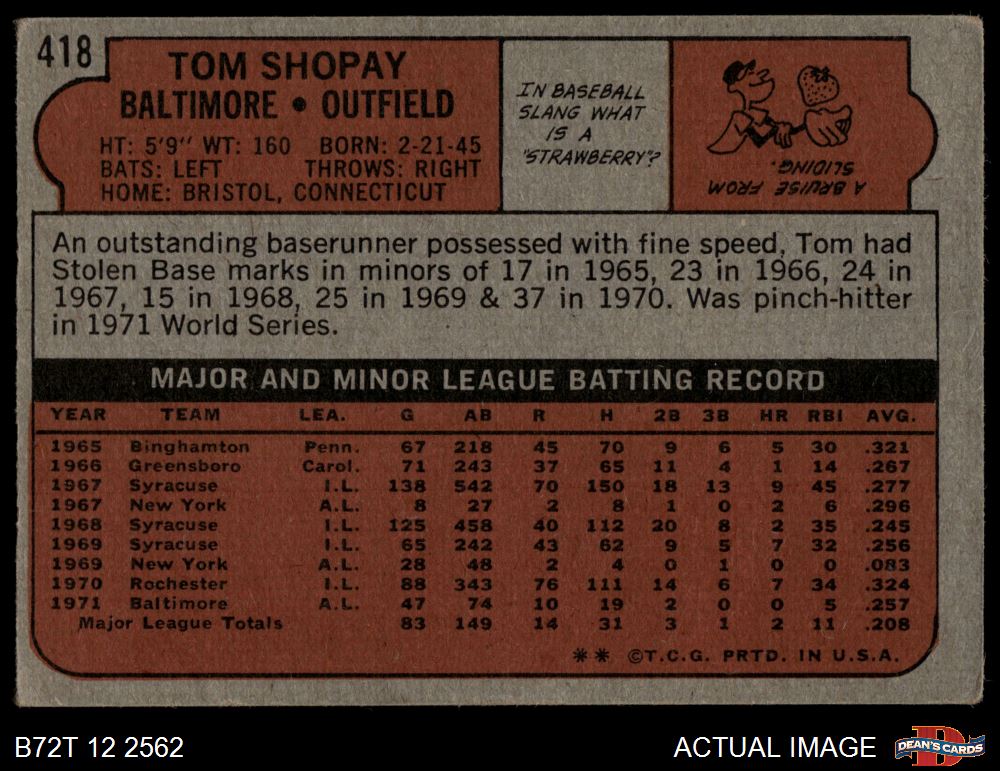 418
TOM SHOPAY
BALTIMORE • OUTFIELD
HT: 5'9" WT: 160 BORN: 2-21-45
BATS: LEFT THROWS: RIGHT
HOME: BRISTOL, CONNECTICUT
IN BASEBALL
SLANG WHAT
IS A
"STRAWBERRY"?
A BRUISE FROM
SLIDING.
An outstanding baserunner possessed with fine speed, Tom had
Stolen Base marks in minors of 17 in 1965, 23 in 1966, 24 in
1967, 15 in 1968, 25 in 1969 & 37 in 1970. Was pinch-hitter
in 1971 World Series.
MAJOR AND MINOR LEAGUE BATTING RECORD
YEAR TEAM LEA. G AB R H 2B 3B HR RBI AVG.
1965 Binghamton Penn. 67 218 45 70 9 6 5 30 .321
1966 Greensboro Carol. 71 243 37 65 11 4 1 14 .267
1967 Syracuse I.L. 138 542 70 150 18 13 9 45 .277
1967 New York A.L. 8 27 2 8 1 0 2 6 .296
1968 Syracuse I.L. 125 458 40 112 20 8 2 35 .245
1969 Syracuse I.L. 65 242 43 62 9 5 7 32 .256
1969 New York A.L. 28 48 2 4 0 1 0 0 .083
1970 Rochester I.L. 88 343 76 111 14 6 7 34 .324
1971 Baltimore A.L. 47 74 10 19 2 0 0 5 .257
Major League Totals 83 149 14 31 3 1 2 11 .208
** ©T.C.G. PRTD. IN U.S.A.
B72T 12 2562
ACTUAL IMAGE
D
DEAN'S CARDS